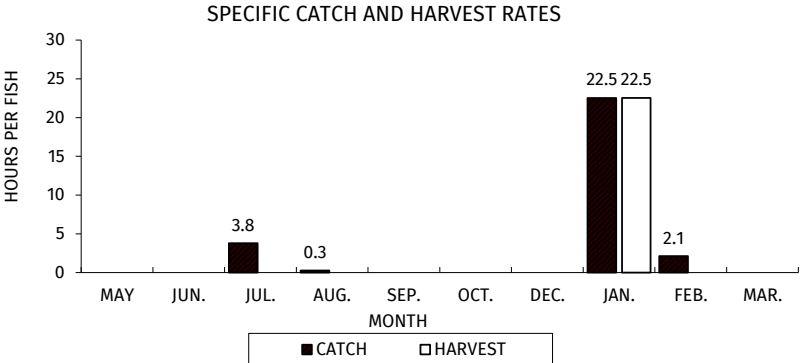 SPECIFIC CATCH AND HARVEST RATES
30
25
20
15
10
5
0
HOURS PER FISH
3.8
0.3
22.5 22.5
2.1
MAY JUN. JUL. AUG. SEP. OCT. DEC. JAN. FEB. MAR.
MONTH
CATCH HARVEST